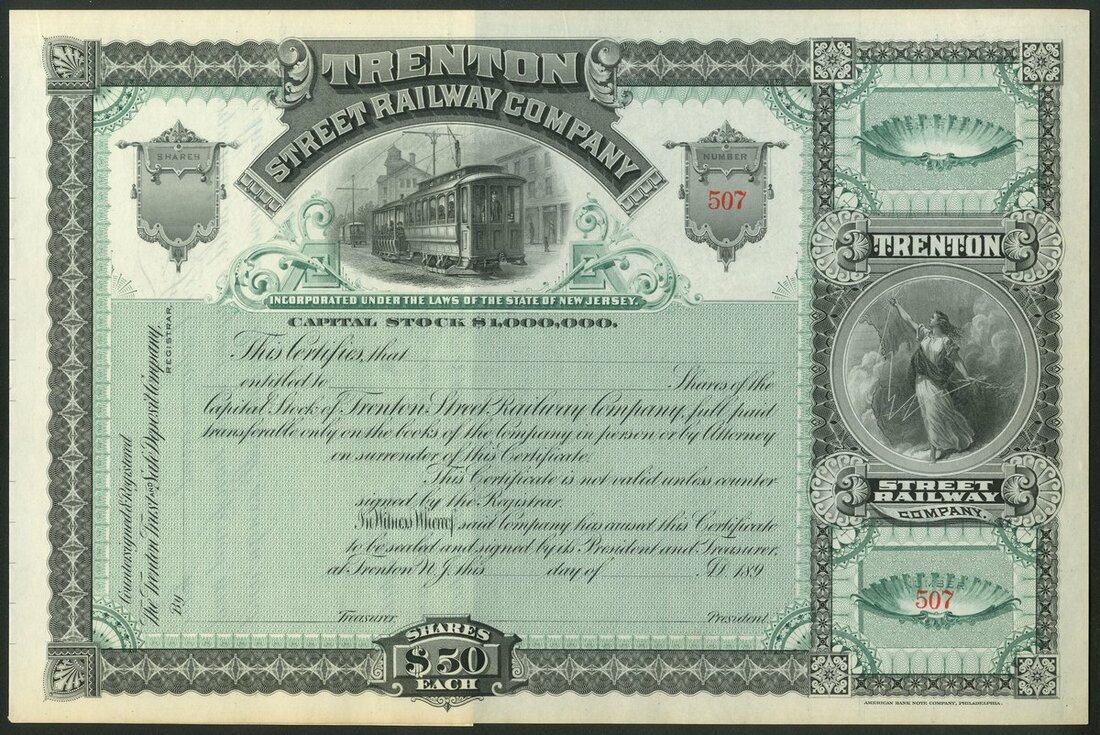 TRENTON
STREET RAILWAY COMPANY
SHARES
NUMBER
507
INCORPORATED UNDER THE LAWS OF THE STATE OF NEW JERSEY.
CAPITAL STOCK $1,000,000.
This Certifies, that
entitled to Shares of the
Capital Stock of Trenton Street Railway Company, full paid
transferable only on the books of the Company in person or by Attorney
on surrender of this Certificate.
This Certificate is not valid unless counter
signed by the Registrar.
In Witness Whereof said Company has caused this Certificate
to be sealed and signed by its President and Treasurer,
at Trenton N.J. this day of A.D. 189
Treasurer President
SHARES
$50
EACH
Countersigned & Registered
The Trenton Trust AND Safe Deposit Company.
REGISTRAR.
By
TRENTON
STREET
RAILWAY
COMPANY.
507
AMERICAN BANK NOTE COMPANY, PHILADELPHIA.